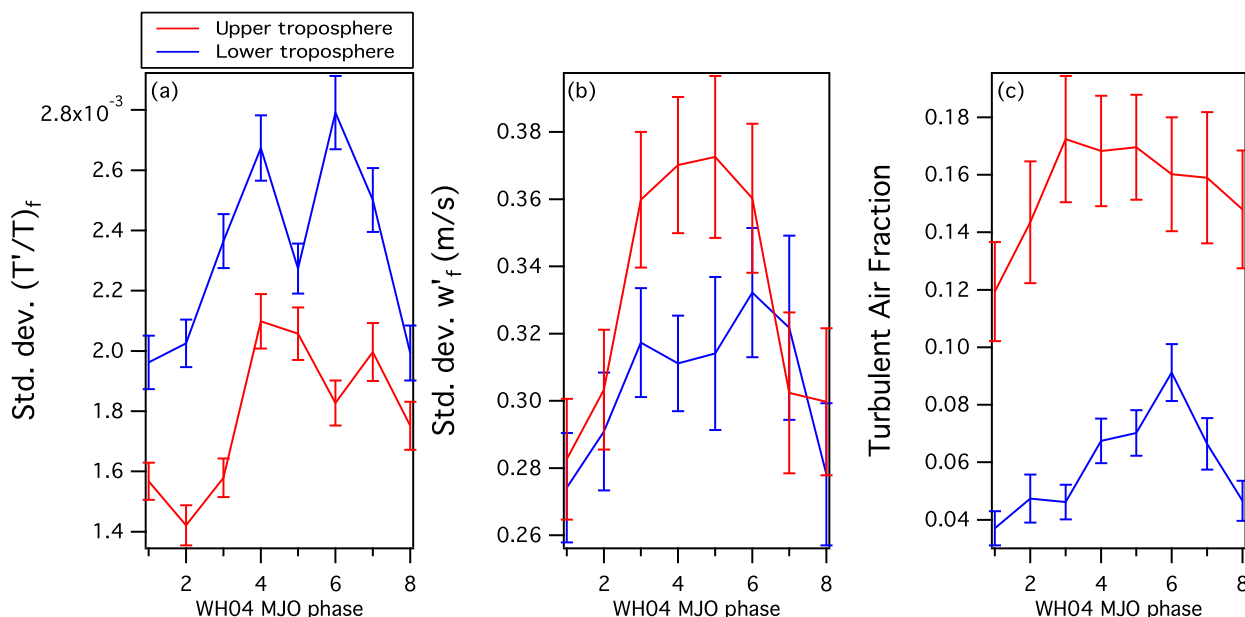 Upper troposphere
Lower troposphere
(a)
Std. dev. (T'/T)f
2.8x10-3
2.6
2.4
2.2
2.0
1.8
1.6
1.4
2 4 6 8
WH04 MJO phase
(b)
Std. dev. w'f (m/s)
0.38
0.36
0.34
0.32
0.30
0.28
0.26
2 4 6 8
WH04 MJO phase
(c)
Turbulent Air Fraction
0.18
0.16
0.14
0.12
0.10
0.08
0.06
0.04
2 4 6 8
WH04 MJO phase